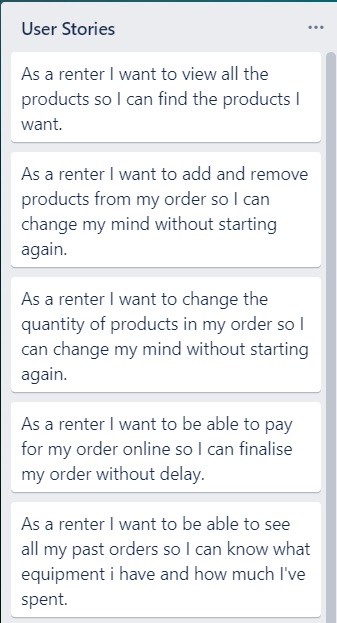 User Stories
As a renter I want to view all the
products so I can find the products I
want.
As a renter I want to add and remove
products from my order so I can
change my mind without starting
again.
As a renter I want to change the
quantity of products in my order so I
can change my mind without starting
again.
As a renter I want to be able to pay
for my order online so I can finalise
my order without delay.
As a renter I want to be able to see
all my past orders so I can know what
equipment i have and how much I've
spent.